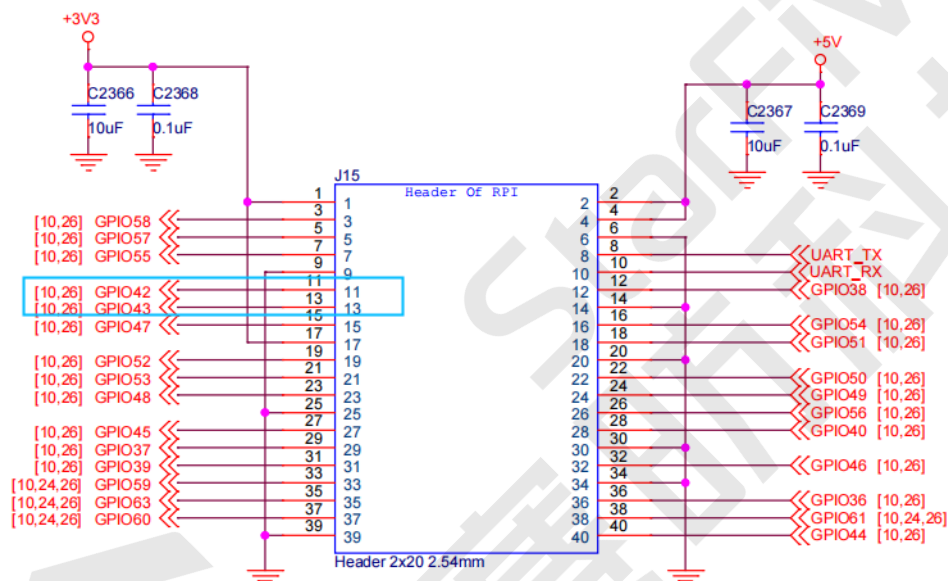 +3V3
+5V
C2366
C2368
10uF
0.1uF
C2367
C2369
10uF
0.1uF
J15
Header Of RPI
1 1 2 2
3 3 4 4 [10,26] GPIO58
5 5 6 6 [10,26] GPIO57
7 7 8 8 [10,26] GPIO55 UART_TX
9 9 10 10 UART_RX
11 11 12 12 [10,26] GPIO42 GPIO38 [10,26]
13 13 14 14 [10,26] GPIO43
15 15 16 16 [10,26] GPIO47 GPIO54 [10,26]
17 17 18 18 GPIO51 [10,26]
19 19 20 20 [10,26] GPIO52
21 21 22 22 [10,26] GPIO53 GPIO50 [10,26]
23 23 24 24 [10,26] GPIO48 GPIO49 [10,26]
25 25 26 26 GPIO56 [10,26]
27 27 28 28 [10,26] GPIO45 GPIO40 [10,26]
29 29 30 30 [10,26] GPIO37
31 31 32 32 [10,26] GPIO39 GPIO46 [10,26]
33 33 34 34 [10,24,26] GPIO59
35 35 36 36 [10,24,26] GPIO63 GPIO36 [10,26]
37 37 38 38 [10,24,26] GPIO60 GPIO61 [10,24,26]
39 39 40 40 GPIO44 [10,26]
Header 2x20 2.54mm